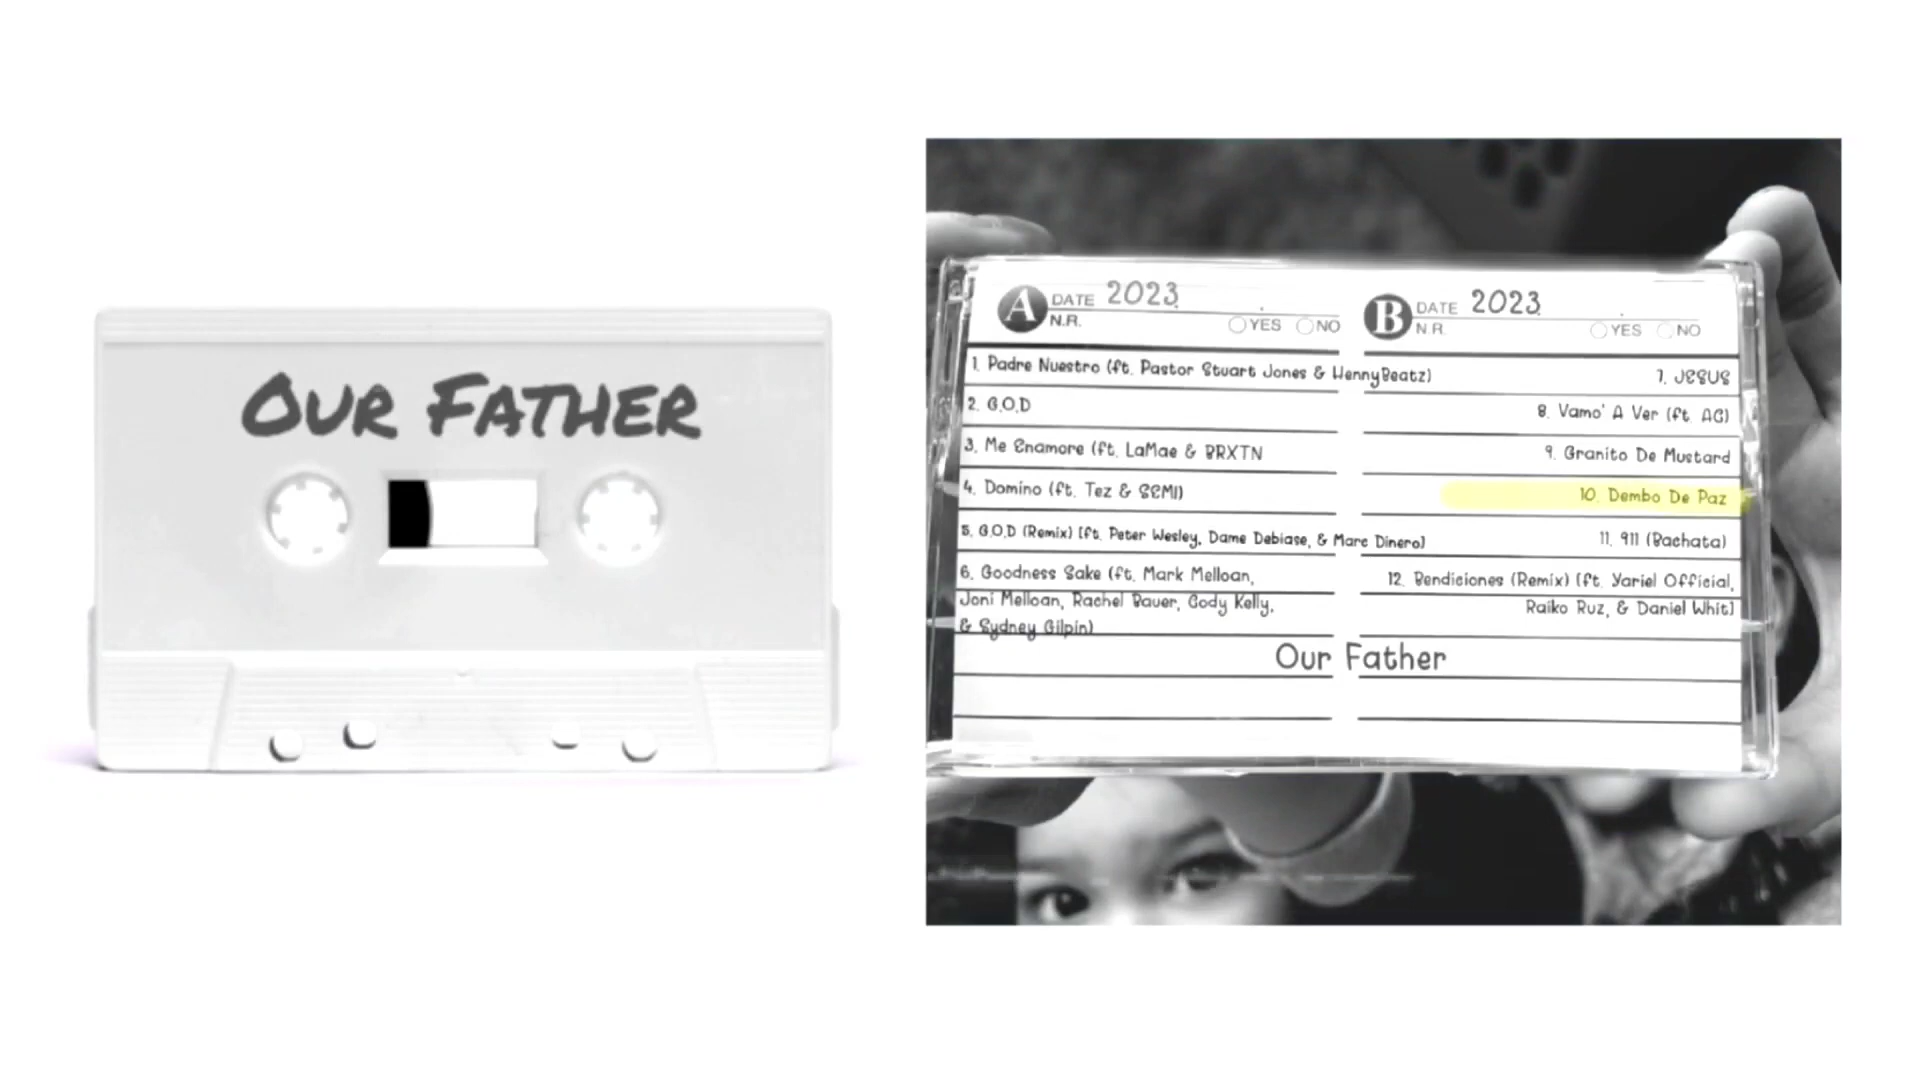 OUR FATHER
A DATE 2023
N.R. YES NO
1. Padre Nuestro (ft. Pastor Stuart Jones & HennyBeatz)
2. G.O.D
3. Me Enamore (ft. LaMae & BRXTN
4. Domino (ft. Tez & SEMI)
5. G.O.D (Remix) [ft. Peter Wesley, Dame Debiase, & Marc Dinero]
6. Goodness Sake (ft. Mark Melloan,
Joni Melloan, Rachel Bauer, Cody Kelly,
& Sydney Gilpin)
B DATE 2023
N.R. YES NO
7. JESUS
8. Vamo' A Ver (ft. AG)
9. Granito De Mustard
10. Dembo De Paz
11. 911 (Bachata)
12. Bendiciones (Remix) [ft. Yariel Official,
Raiko Ruz, & Daniel Whit]
Our Father